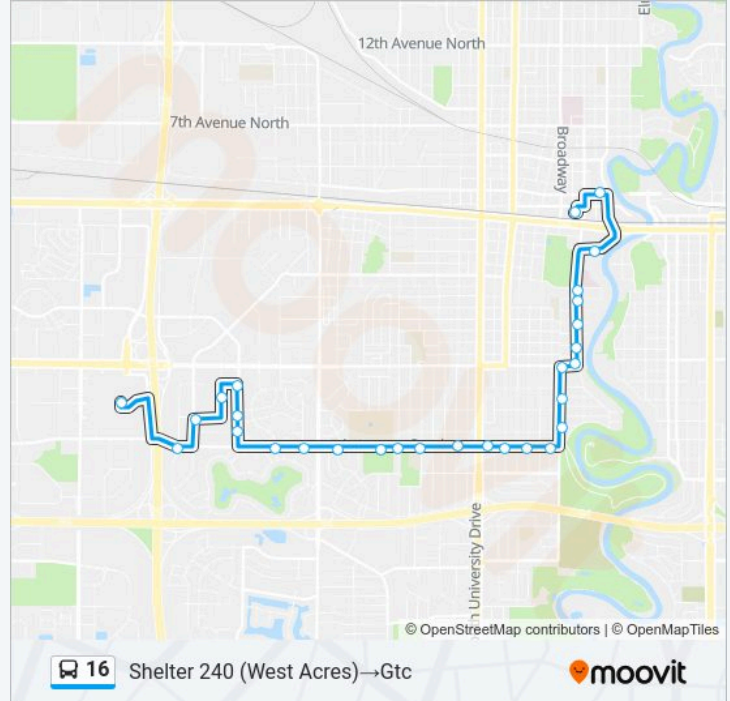 12th Avenue North
7th Avenue North
Broadway
University Drive
© OpenStreetMap contributors | © OpenMapTiles
16 Shelter 240 (West Acres)→Gtc
moovit